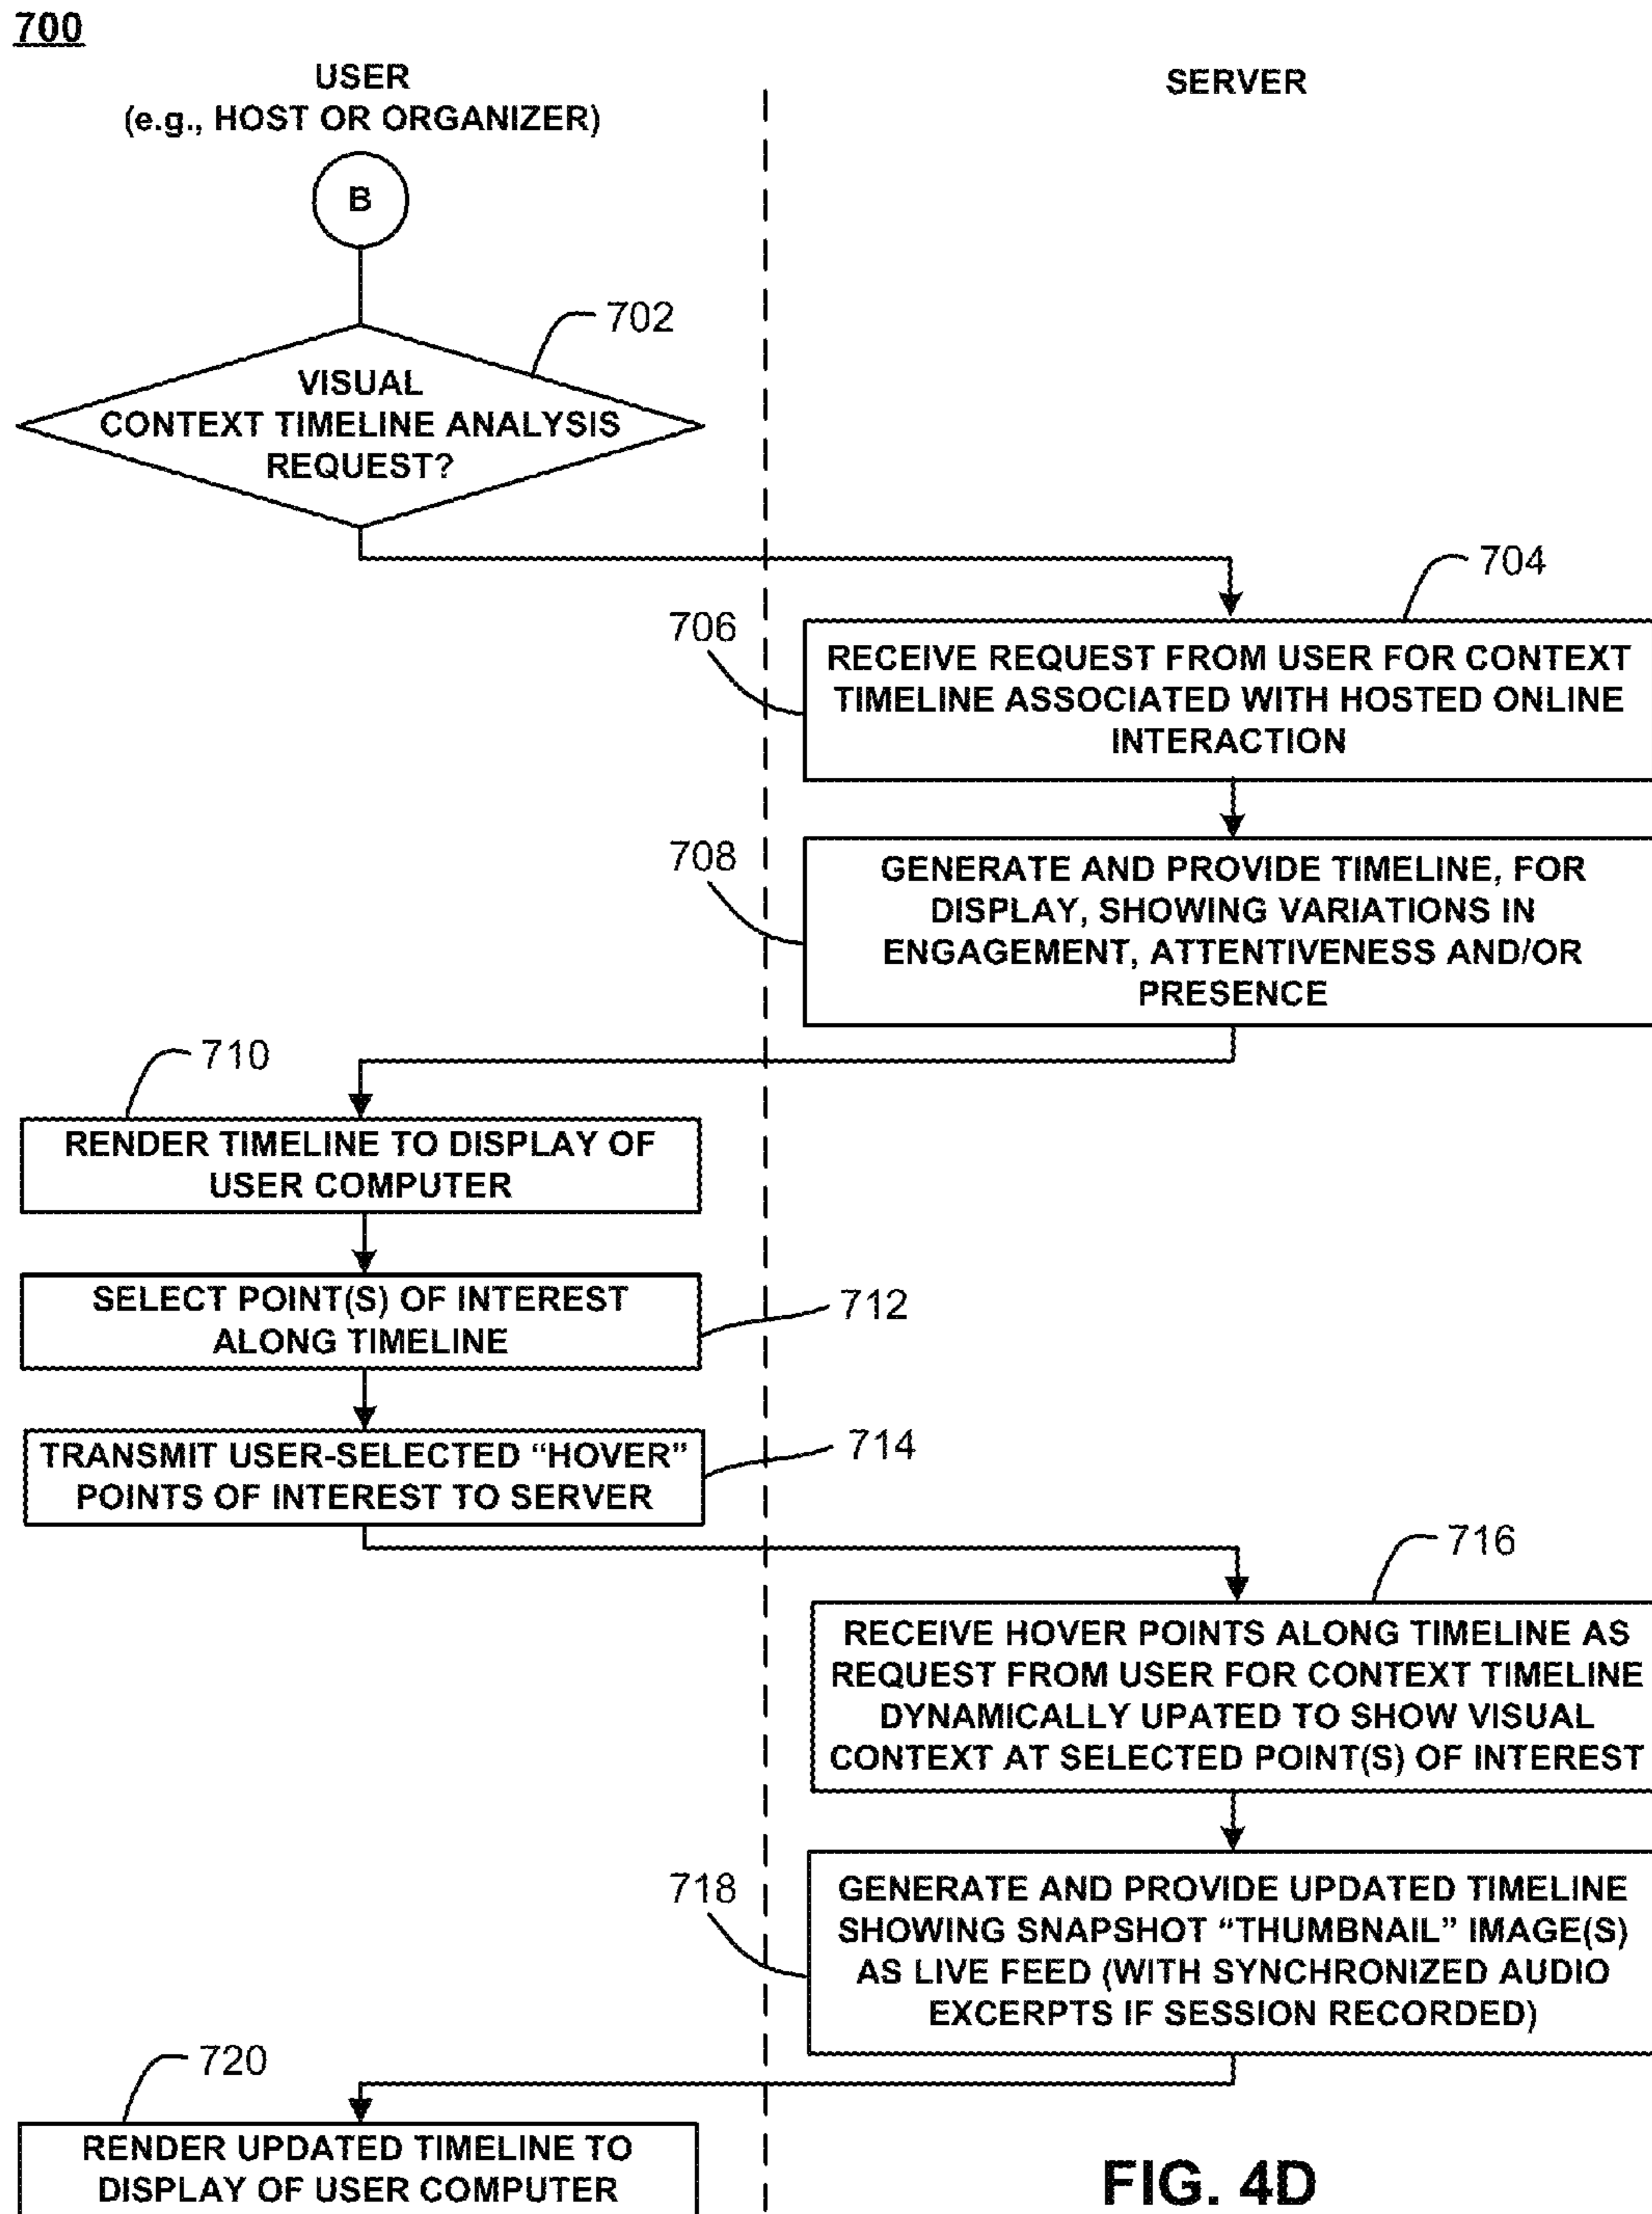 700
USER
(e.g., HOST OR ORGANIZER)
SERVER
B
702
VISUAL
CONTEXT TIMELINE ANALYSIS
REQUEST?
704
706
RECEIVE REQUEST FROM USER FOR CONTEXT
TIMELINE ASSOCIATED WITH HOSTED ONLINE
INTERACTION
708
GENERATE AND PROVIDE TIMELINE, FOR
DISPLAY, SHOWING VARIATIONS IN
ENGAGEMENT, ATTENTIVENESS AND/OR
PRESENCE
710
RENDER TIMELINE TO DISPLAY OF
USER COMPUTER
SELECT POINT(S) OF INTEREST
ALONG TIMELINE
712
TRANSMIT USER-SELECTED “HOVER”
POINTS OF INTEREST TO SERVER
714
716
RECEIVE HOVER POINTS ALONG TIMELINE AS
REQUEST FROM USER FOR CONTEXT TIMELINE
DYNAMICALLY UPATED TO SHOW VISUAL
CONTEXT AT SELECTED POINT(S) OF INTEREST
718
GENERATE AND PROVIDE UPDATED TIMELINE
SHOWING SNAPSHOT “THUMBNAIL” IMAGE(S)
AS LIVE FEED (WITH SYNCHRONIZED AUDIO
EXCERPTS IF SESSION RECORDED)
720
RENDER UPDATED TIMELINE TO
DISPLAY OF USER COMPUTER
FIG. 4D